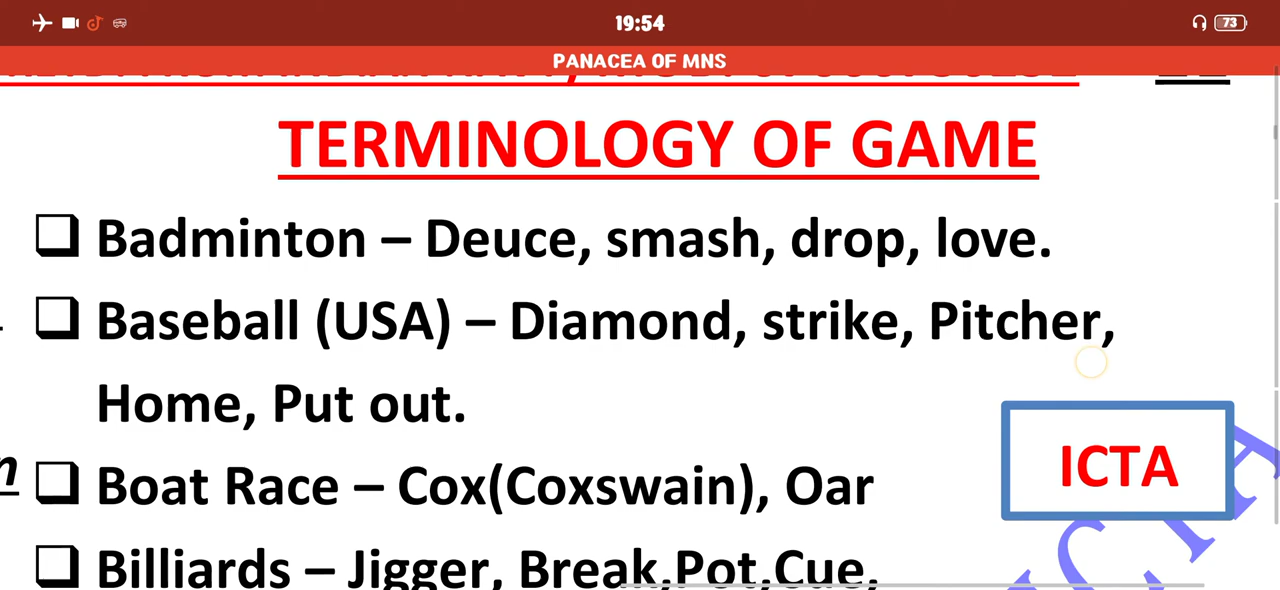 19:54
73
PANACEA OF MNS
TERMINOLOGY OF GAME
Badminton – Deuce, smash, drop, love.
Baseball (USA) – Diamond, strike, Pitcher,
Home, Put out.
ICTA
Boat Race – Cox(Coxswain), Oar
Billiards – Jigger, Break,Pot,Cue,